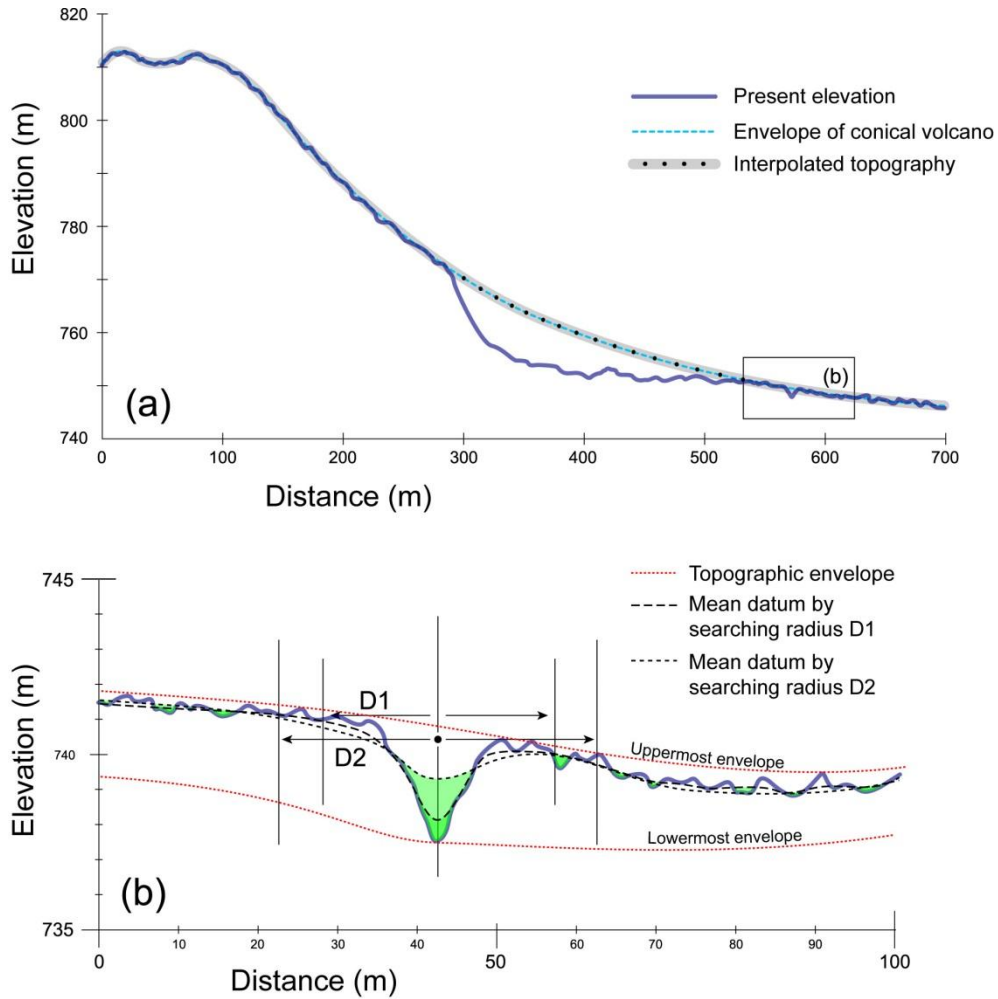 820
800
780
760
740
Elevation (m)
Present elevation
Envelope of conical volcano
Interpolated topography
(b)
(a)
0 100 200 300 400 500 600 700
Distance (m)
745
740
735
Elevation (m)
Topographic envelope
Mean datum by
searching radius D1
Mean datum by
searching radius D2
D1
D2
Uppermost envelope
Lowermost envelope
(b)
0 10 20 30 40 50 60 70 80 90 100
Distance (m)